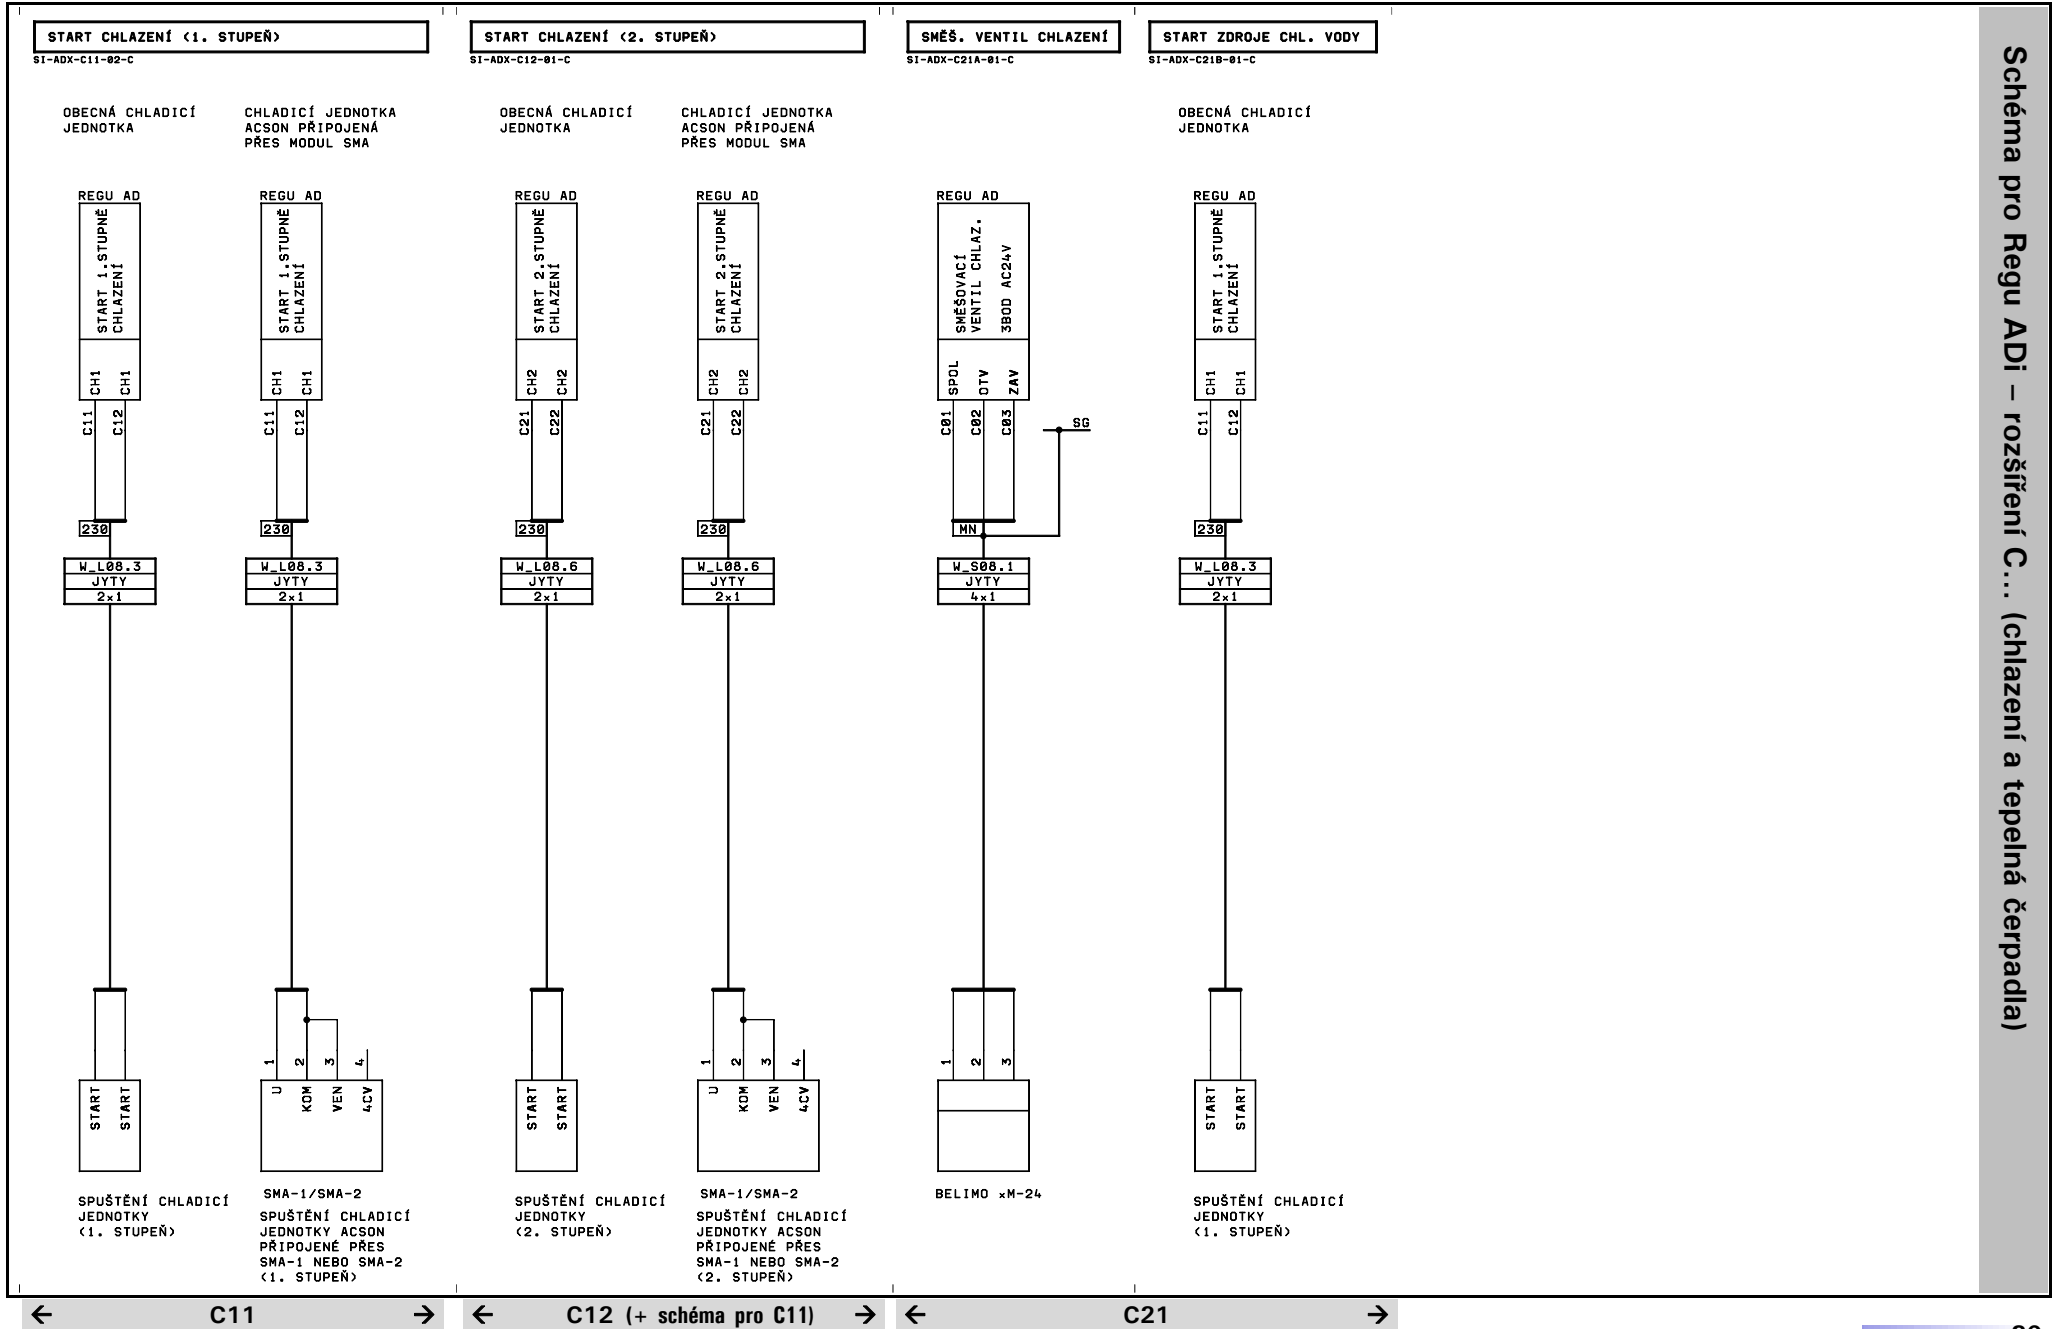 START CHLAZENÍ (1. STUPEŇ)
SI-ADX-C11-02-C
OBECNÁ CHLADICÍ
JEDNOTKA
CHLADICÍ JEDNOTKA
ACSON PŘIPOJENÁ
PŘES MODUL SMA
REGU AD
START 1.STUPNĚ
CHLAZENÍ
CH1
CH1
C11
C12
230
W_L08.3
JYTY
2x1
START
START
SPUŠTĚNÍ CHLADICÍ
JEDNOTKY
(1. STUPEŇ)
REGU AD
START 1.STUPNĚ
CHLAZENÍ
CH1
CH1
C11
C12
230
W_L08.3
JYTY
2x1
1
2
3
4
U
KOM
VEN
4CV
SMA-1/SMA-2
SPUŠTĚNÍ CHLADICÍ
JEDNOTKY ACSON
PŘIPOJENÉ PŘES
SMA-1 NEBO SMA-2
(1. STUPEŇ)
START CHLAZENÍ (2. STUPEŇ)
SI-ADX-C12-01-C
OBECNÁ CHLADICÍ
JEDNOTKA
CHLADICÍ JEDNOTKA
ACSON PŘIPOJENÁ
PŘES MODUL SMA
REGU AD
START 2.STUPNĚ
CHLAZENÍ
CH2
CH2
C21
C22
230
W_L08.6
JYTY
2x1
START
START
SPUŠTĚNÍ CHLADICÍ
JEDNOTKY
(2. STUPEŇ)
REGU AD
START 2.STUPNĚ
CHLAZENÍ
CH2
CH2
C21
C22
230
W_L08.6
JYTY
2x1
1
2
3
4
U
KOM
VEN
4CV
SMA-1/SMA-2
SPUŠTĚNÍ CHLADICÍ
JEDNOTKY ACSON
PŘIPOJENÉ PŘES
SMA-1 NEBO SMA-2
(2. STUPEŇ)
SMĚŠ. VENTIL CHLAZENÍ
SI-ADX-C21A-01-C
REGU AD
SMĚŠOVACÍ
VENTIL CHLAZ.
3BOD AC24V
SPOL
OTV
ZAV
C01
C02
C03
SG
MN
W_S08.1
JYTY
4x1
1
2
3
BELIMO xM-24
START ZDROJE CHL. VODY
SI-ADX-C21B-01-C
OBECNÁ CHLADICÍ
JEDNOTKA
REGU AD
START 1.STUPNĚ
CHLAZENÍ
CH1
CH1
C11
C12
230
W_L08.3
JYTY
2x1
START
START
SPUŠTĚNÍ CHLADICÍ
JEDNOTKY
(1. STUPEŇ)
Schéma pro Regu ADi – rozšíření C... (chlazení a tepelná čerpadla)
← C11 →
← C12 (+ schéma pro C11) →
← C21 →